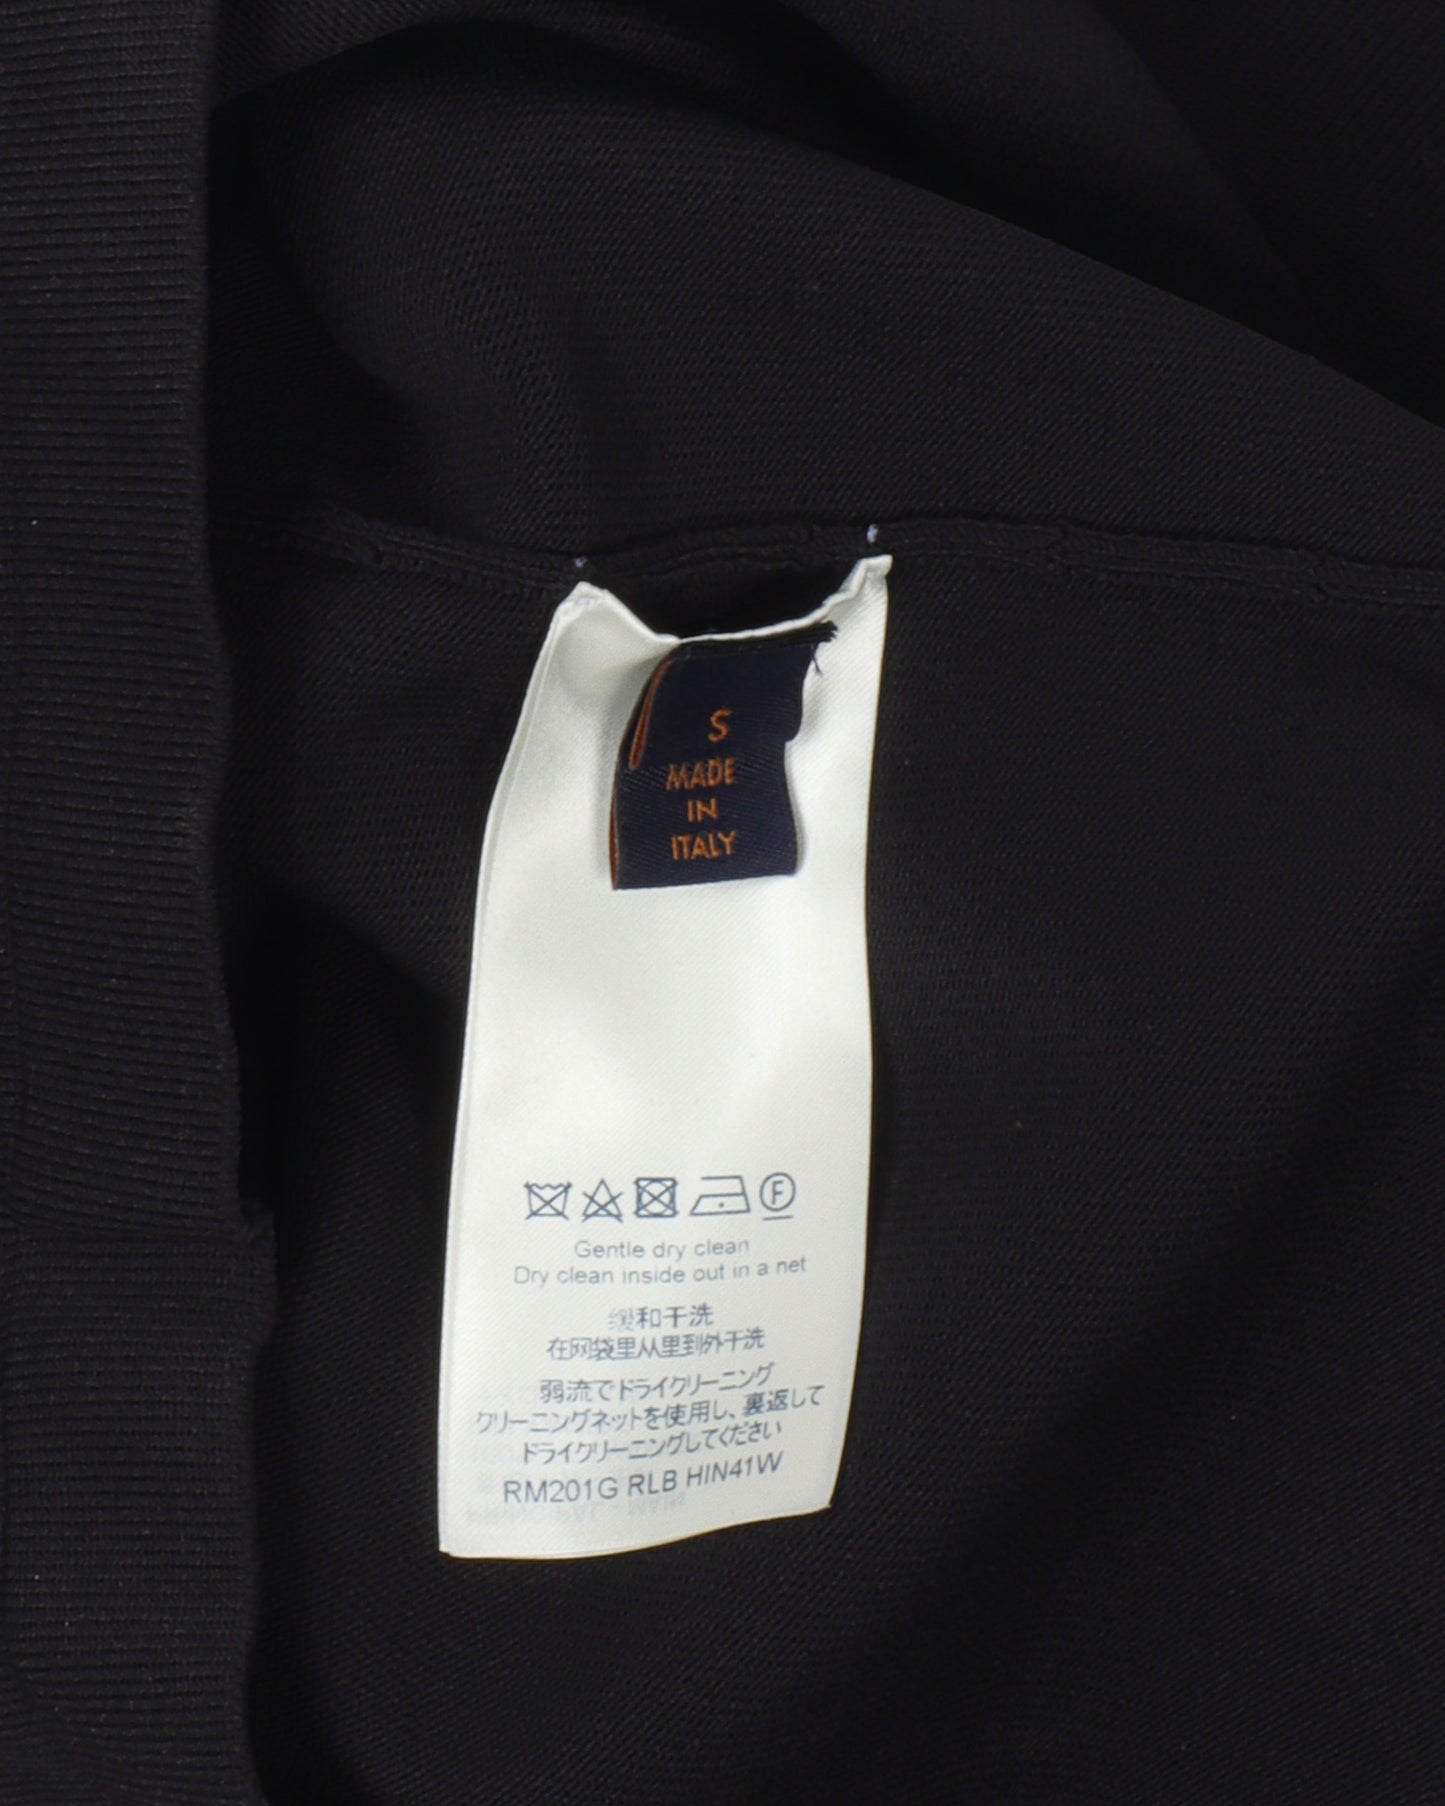 S
MADE
IN
ITALY
F
Gentle dry clean
Dry clean inside out in a net
缓和干洗
在网袋里从里到外干洗
弱流でドライクリーニング
クリーニングネットを使用し、裏返して
ドライクリーニングしてください
RM201G RLB HIN41W